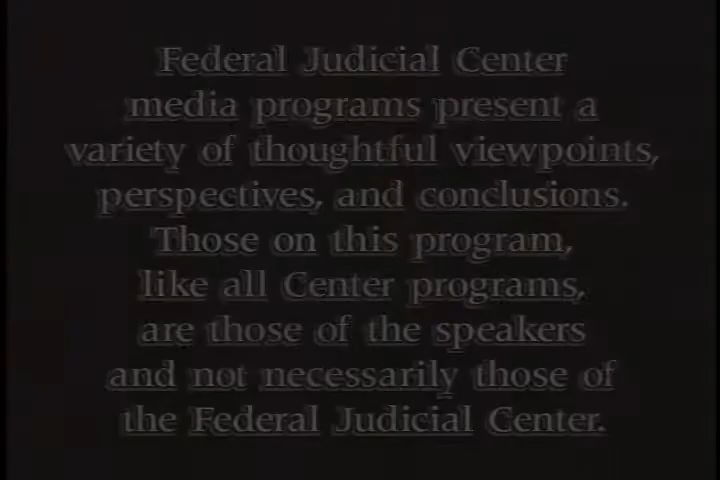 Federal Judicial Center
media programs present a
variety of thoughtful viewpoints,
perspectives, and conclusions.
Those on this program,
like all Center programs,
are those of the speakers
and not necessarily those of
the Federal Judicial Center.